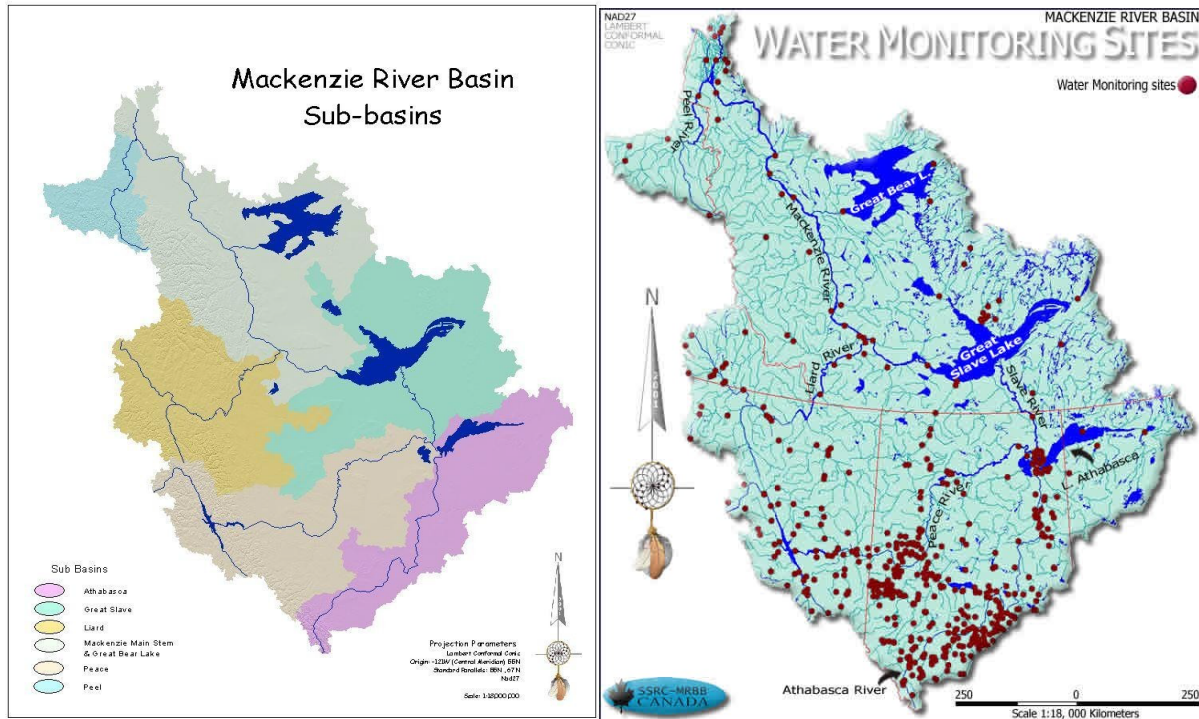 Mackenzie River Basin
Sub-basins
Sub Basins
Athabasca
Great Slave
Liard
Mackenzie Main Stem
& Great Bear Lake
Peace
Peel
N
Projection Parameters
Lambert Conformal Conic
Nad27
NAD27
LAMBERT
CONFORMAL
CONIC
MACKENZIE RIVER BASIN
WATER MONITORING SITES
Water Monitoring sites
Peel River
Great Bear L.
Mackenzie River
Great
Slave Lake
Liard River
Slave River
L. Athabasca
Peace River
Athabasca River
N
2001
SSRC-MRBB
CANADA
250 0 250
Scale 1:18, 000 Kilometers